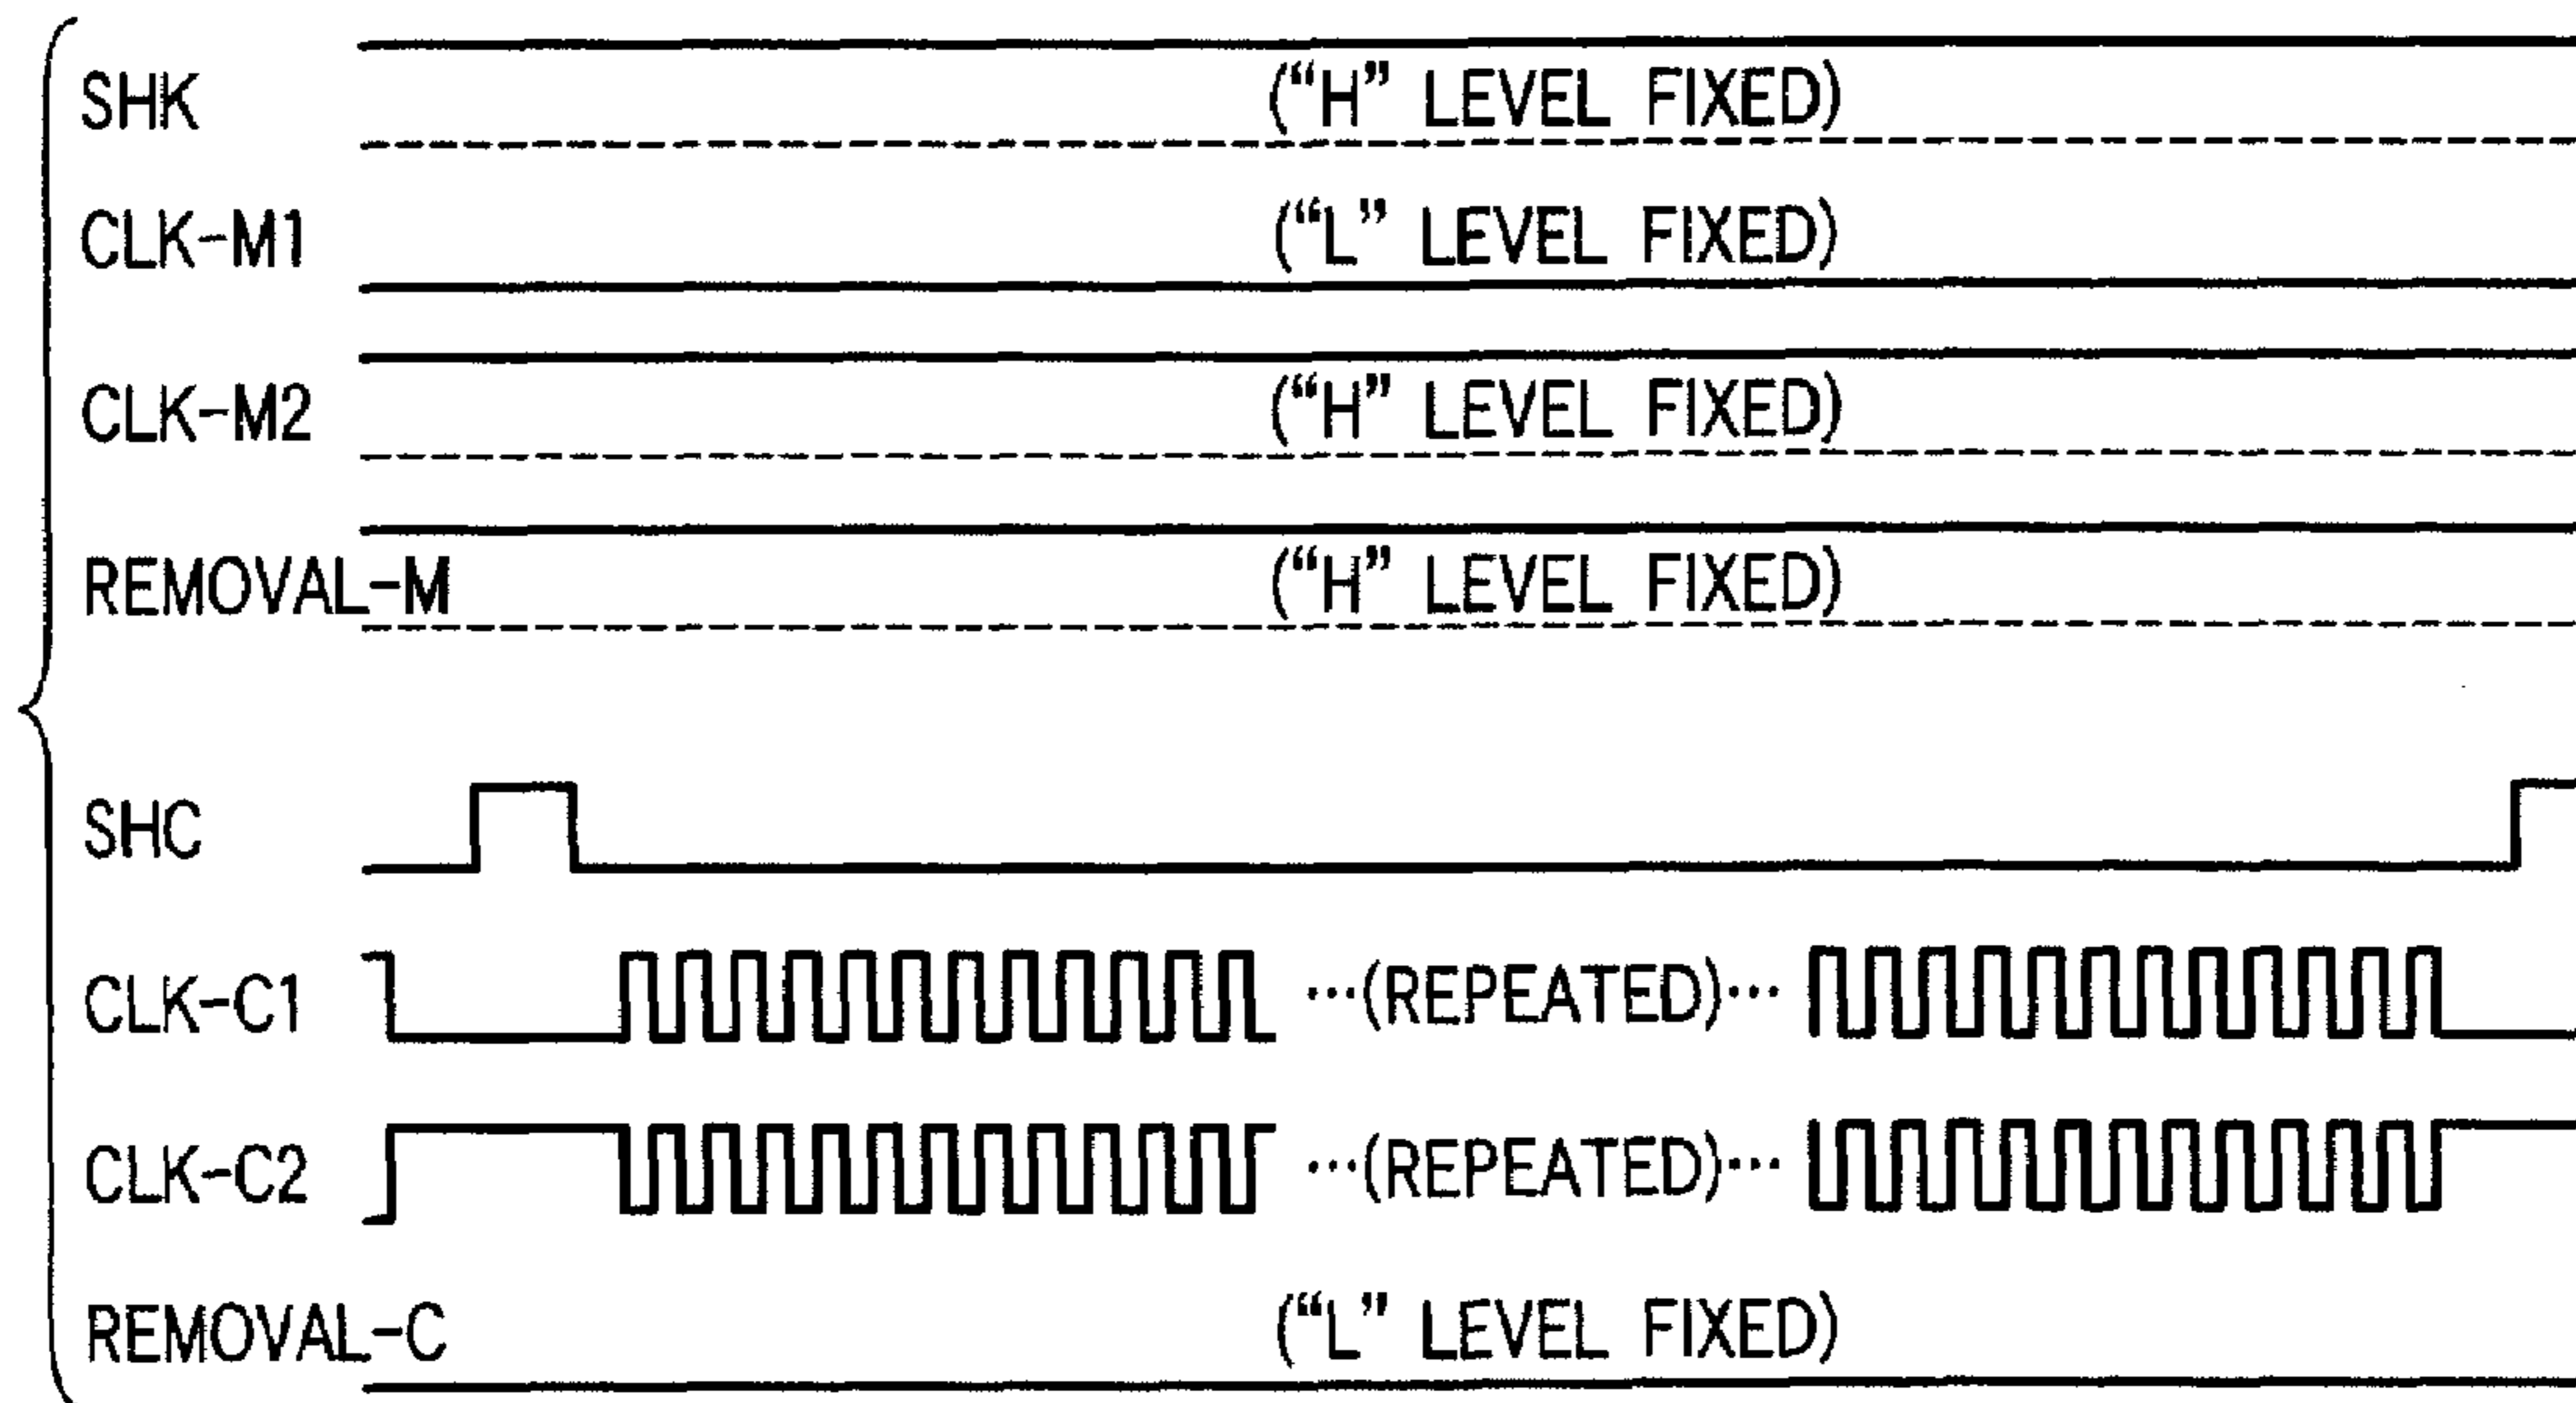 SHK ("H" LEVEL FIXED)
CLK-M1 ("L" LEVEL FIXED)
CLK-M2 ("H" LEVEL FIXED)
REMOVAL-M ("H" LEVEL FIXED)
SHC
CLK-C1 ···(REPEATED)···
CLK-C2 ···(REPEATED)···
REMOVAL-C ("L" LEVEL FIXED)